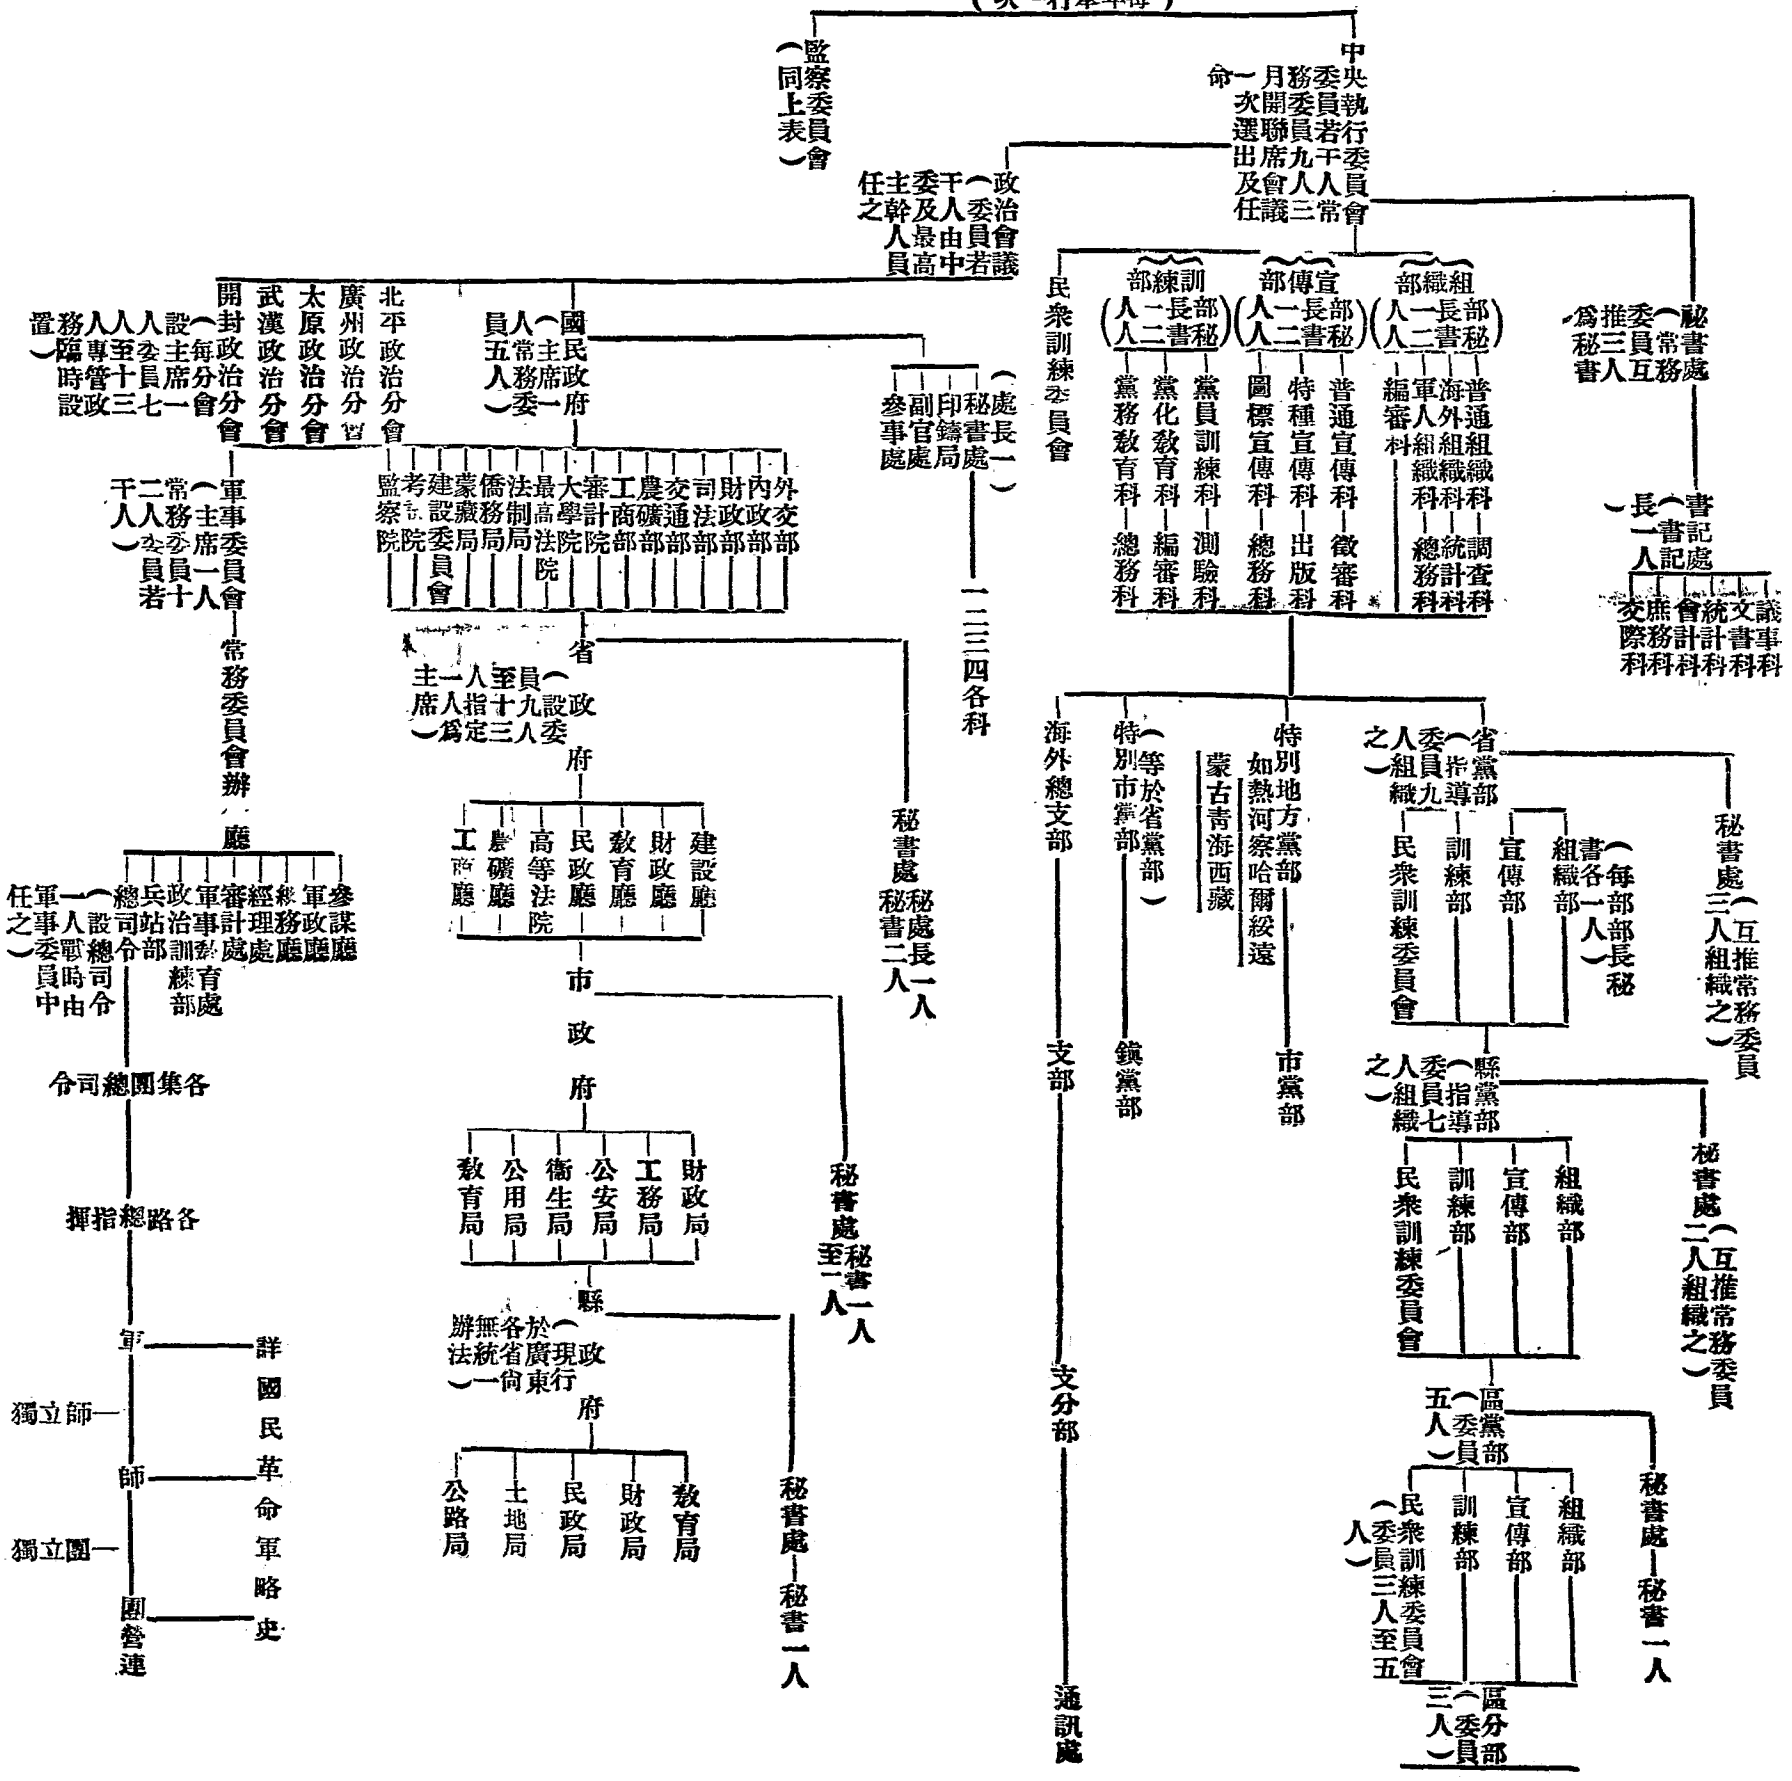 中央執行委員會
委員若干人常
務委員九人三
月開聯席會議
一次選出及任
命
監察委員會
（同上表）
秘書處
（常務
委員互
推三人
爲秘書
書記處
（書記
長一人
）
議事科
文書科
統計科
會計科
庶務科
交際科
組織部
（部長一人
秘書二人）
普通組織科
海外組織科
軍人組織科
編審科
調查科
統計科
總務科
宣傳部
（部長一人
秘書二人）
普通宣傳科
特種宣傳科
圖標宣傳科
徵審科
出版科
總務科
訓練部
（部長一人
秘書二人）
黨員訓練科
黨化敎育科
黨務敎育科
測驗科
編審科
總務科
民衆訓練委員會
省黨部
（指導
委員九
人組織
之）
秘書處
（互推常務委員
三人組織之）
組織部
宣傳部
訓練部
民衆訓練委員會
（每部部長秘
書各一人）
縣黨部
（指導
委員七
人組織
之）
秘書處
（互推常務委員
二人組織之）
組織部
宣傳部
訓練部
民衆訓練委員會
區黨部
（委員
五人）
秘書處
秘書一人
組織部
宣傳部
訓練部
民衆訓練委員會
（委員三人至五
人）
區分部
（委員
三人）
特別地方黨部
如熱河察哈爾綏遠
蒙古靑海西藏
市黨部
特別市黨部
（等於省黨部）
鎭黨部
海外總支部
支部
支分部
通訊處
政治會議
（委員若
干人由中
委及最高
主幹人員
任之
國民政府
（主席一
人常務委
員五人）
（處長一）
秘書處
印鑄局
副官處
參事處
一二三四各科
北平政治分會
廣州政治分會
太原政治分會
武漢政治分會
開封政治分會
（每分會
設主席一
人委員七
人至十三
人專管政
務臨時設
置）
外交部
內政部
財政部
司法部
交通部
農礦部
工商部
審計院
大學院
最高法院
法制局
僑務局
蒙藏局
建設委員會
考試院
監察院
省政府
（設委
員九人
至十三
人指定
一人爲
主席）
秘書處
秘處長一人
秘書二人
建設廳
財政廳
敎育廳
民政廳
高等法院
農礦廳
工商廳
市政府
秘書處
秘書一人
至二人
財政局
工務局
公安局
衞生局
公用局
敎育局
縣政府
（現行
於廣東
各省尙
無統一
辦法）
秘書處
秘書一人
敎育局
財政局
民政局
土地局
公路局
軍事委員會
（主席一人
常務委員十
二人委員若
干人）
常務委員會辦
廳
參謀廳
軍政廳
總務廳
經理處
審計處
軍事敎育處
政治訓練部
兵站部
總司令
（設總司令
一人戰時由
軍事委員中
任之）
各集團總司令
各路總指揮
軍
獨立師
師
獨立團
團營連
詳國民革命軍略史